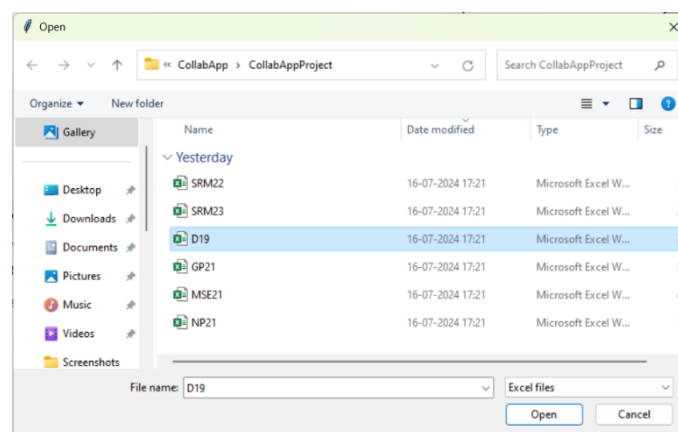 Open
« CollabApp › CollabAppProject
Search CollabAppProject
Organize New folder
Gallery
Desktop
Downloads
Documents
Pictures
Music
Videos
Screenshots
Name Date modified Type Size
Yesterday
SRM22 16-07-2024 17:21 Microsoft Excel W...
SRM23 16-07-2024 17:21 Microsoft Excel W...
D19 16-07-2024 17:21 Microsoft Excel W...
GP21 16-07-2024 17:21 Microsoft Excel W...
MSE21 16-07-2024 17:21 Microsoft Excel W...
NP21 16-07-2024 17:21 Microsoft Excel W...
File name: D19 Excel files
Open Cancel